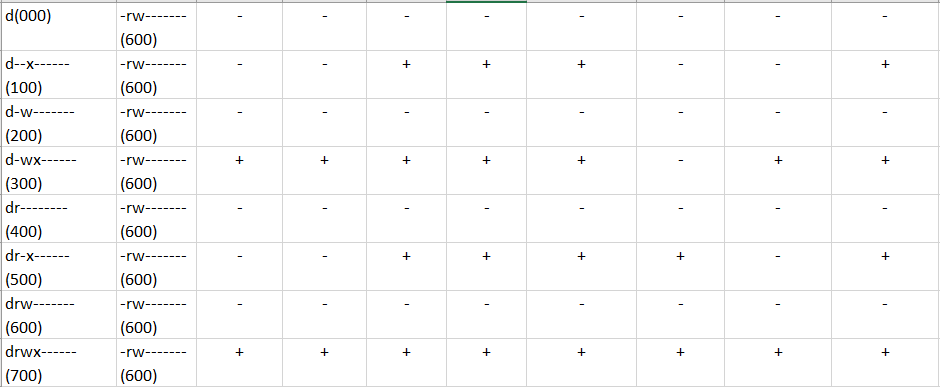 d(000) -rw------- - - - - - - - -
(600)
d--x------ -rw------- - - + + + - - +
(100) (600)
d-w------- -rw------- - - - - - - - -
(200) (600)
d-wx------ -rw------- + + + + + - + +
(300) (600)
dr-------- -rw------- - - - - - - - -
(400) (600)
dr-x------ -rw------- - - + + + + - +
(500) (600)
drw------- -rw------- - - - - - - - -
(600) (600)
drwx------ -rw------- + + + + + + + +
(700) (600)